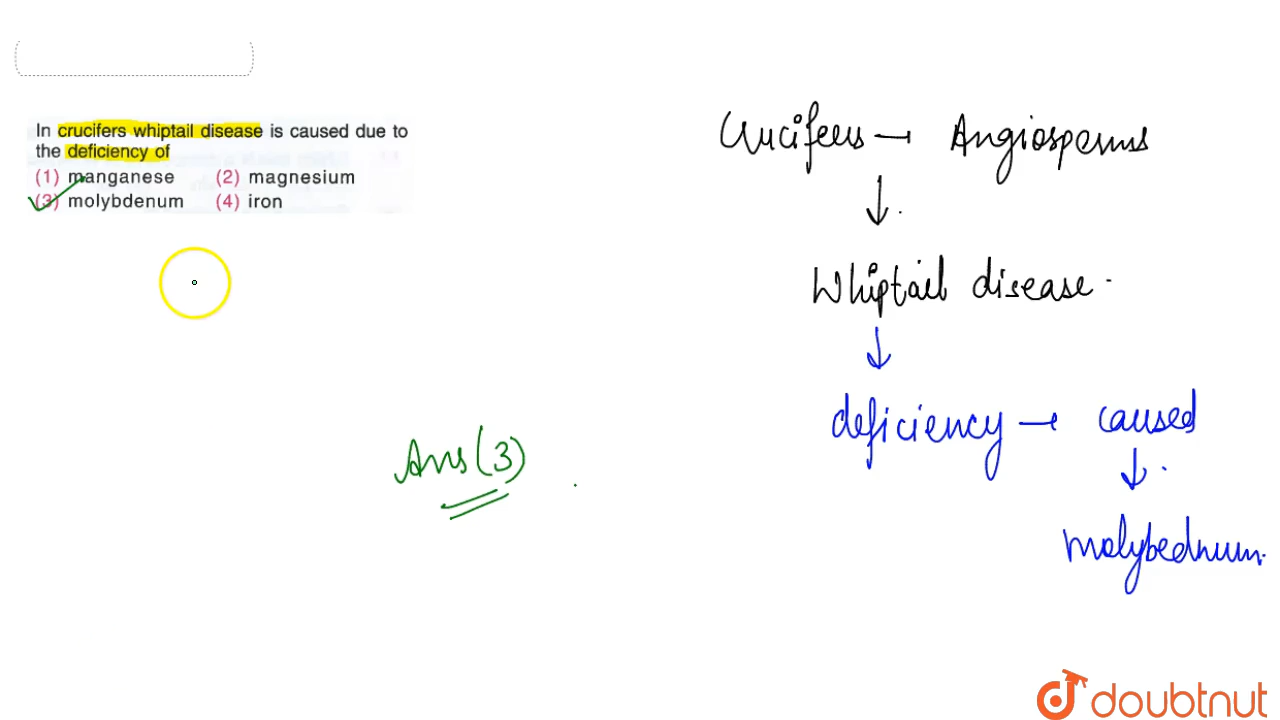 In crucifers whiptail disease is caused due to
the deficiency of
(1) manganese (2) magnesium
(3) molybdenum (4) iron
Crucifers → Angiosperms
↓
Whiptail disease.
↓
deficiency → caused
↓
molybednum.
Ans (3)
doubtnut